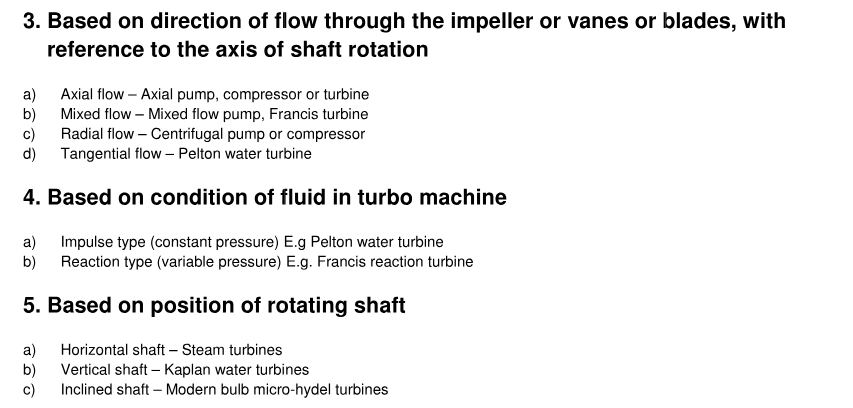 3. Based on direction of flow through the impeller or vanes or blades, with
reference to the axis of shaft rotation
a) Axial flow – Axial pump, compressor or turbine
b) Mixed flow – Mixed flow pump, Francis turbine
c) Radial flow – Centrifugal pump or compressor
d) Tangential flow – Pelton water turbine
4. Based on condition of fluid in turbo machine
a) Impulse type (constant pressure) E.g Pelton water turbine
b) Reaction type (variable pressure) E.g. Francis reaction turbine
5. Based on position of rotating shaft
a) Horizontal shaft – Steam turbines
b) Vertical shaft – Kaplan water turbines
c) Inclined shaft – Modern bulb micro-hydel turbines